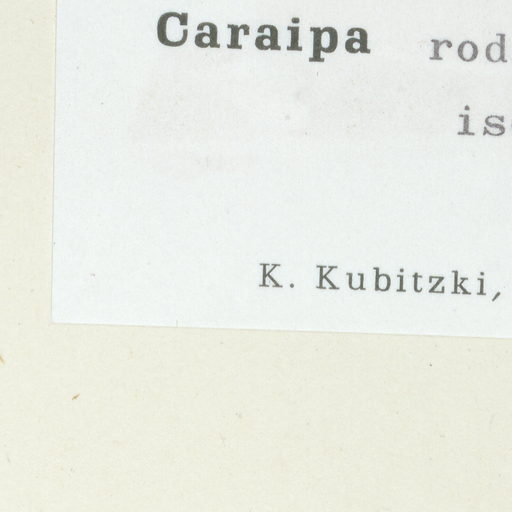 Caraipa rod
is
K. Kubitzki,